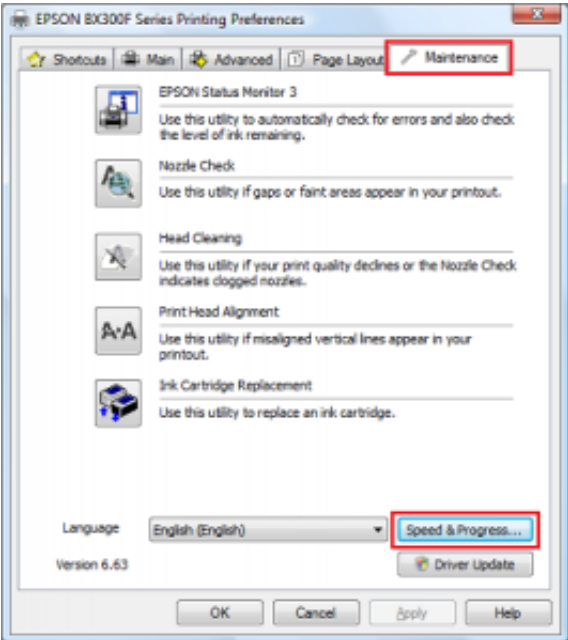 EPSON BX300F Series Printing Preferences
Shortcuts Main Advanced Page Layout Maintenance
EPSON Status Monitor 3
Use this utility to automatically check for errors and also check
the level of ink remaining.
Nozzle Check
Use this utility if gaps or faint areas appear in your printout.
Head Cleaning
Use this utility if your print quality declines or the Nozzle Check
indicates clogged nozzles.
Print Head Alignment
Use this utility if misaligned vertical lines appear in your
printout.
A·A
Ink Cartridge Replacement
Use this utility to replace an ink cartridge.
Language English (English) Speed & Progress...
Version 6.63 Driver Update
OK Cancel Apply Help